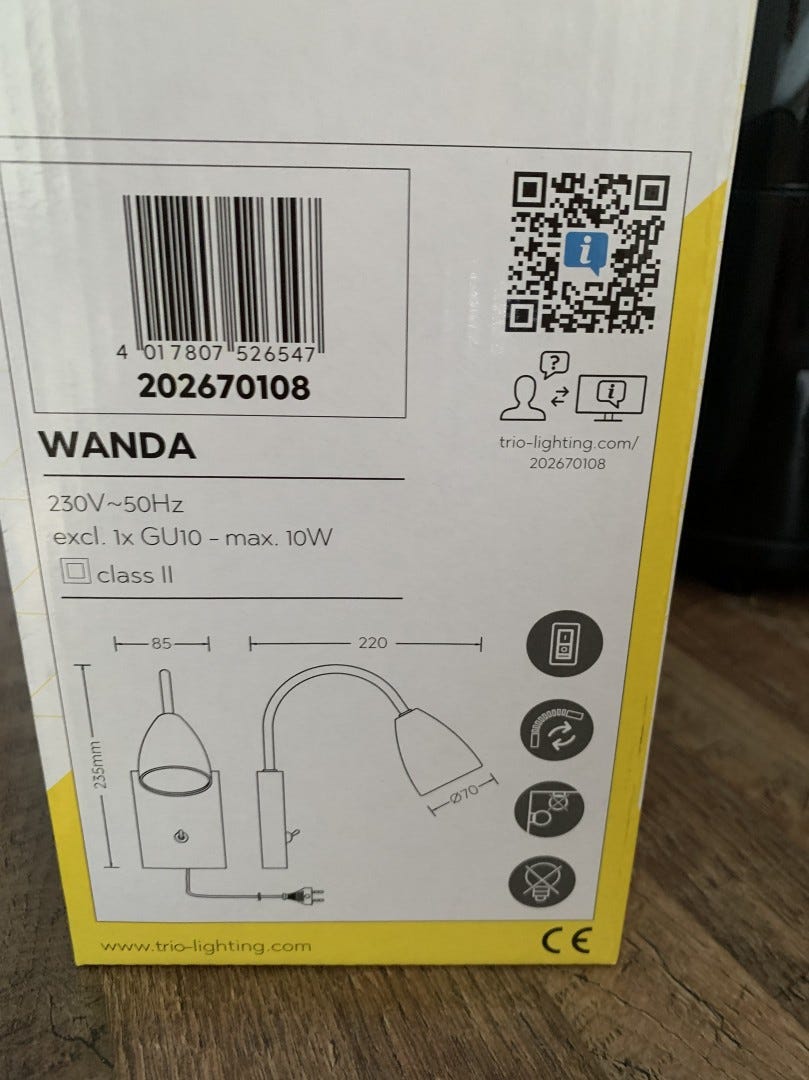 4 017807 526547
202670108
WANDA
230V~50Hz
excl. 1x GU10 - max. 10W
class II
i
?
i
trio-lighting.com/
202670108
85
220
235mm
Ø70
www.trio-lighting.com
CE